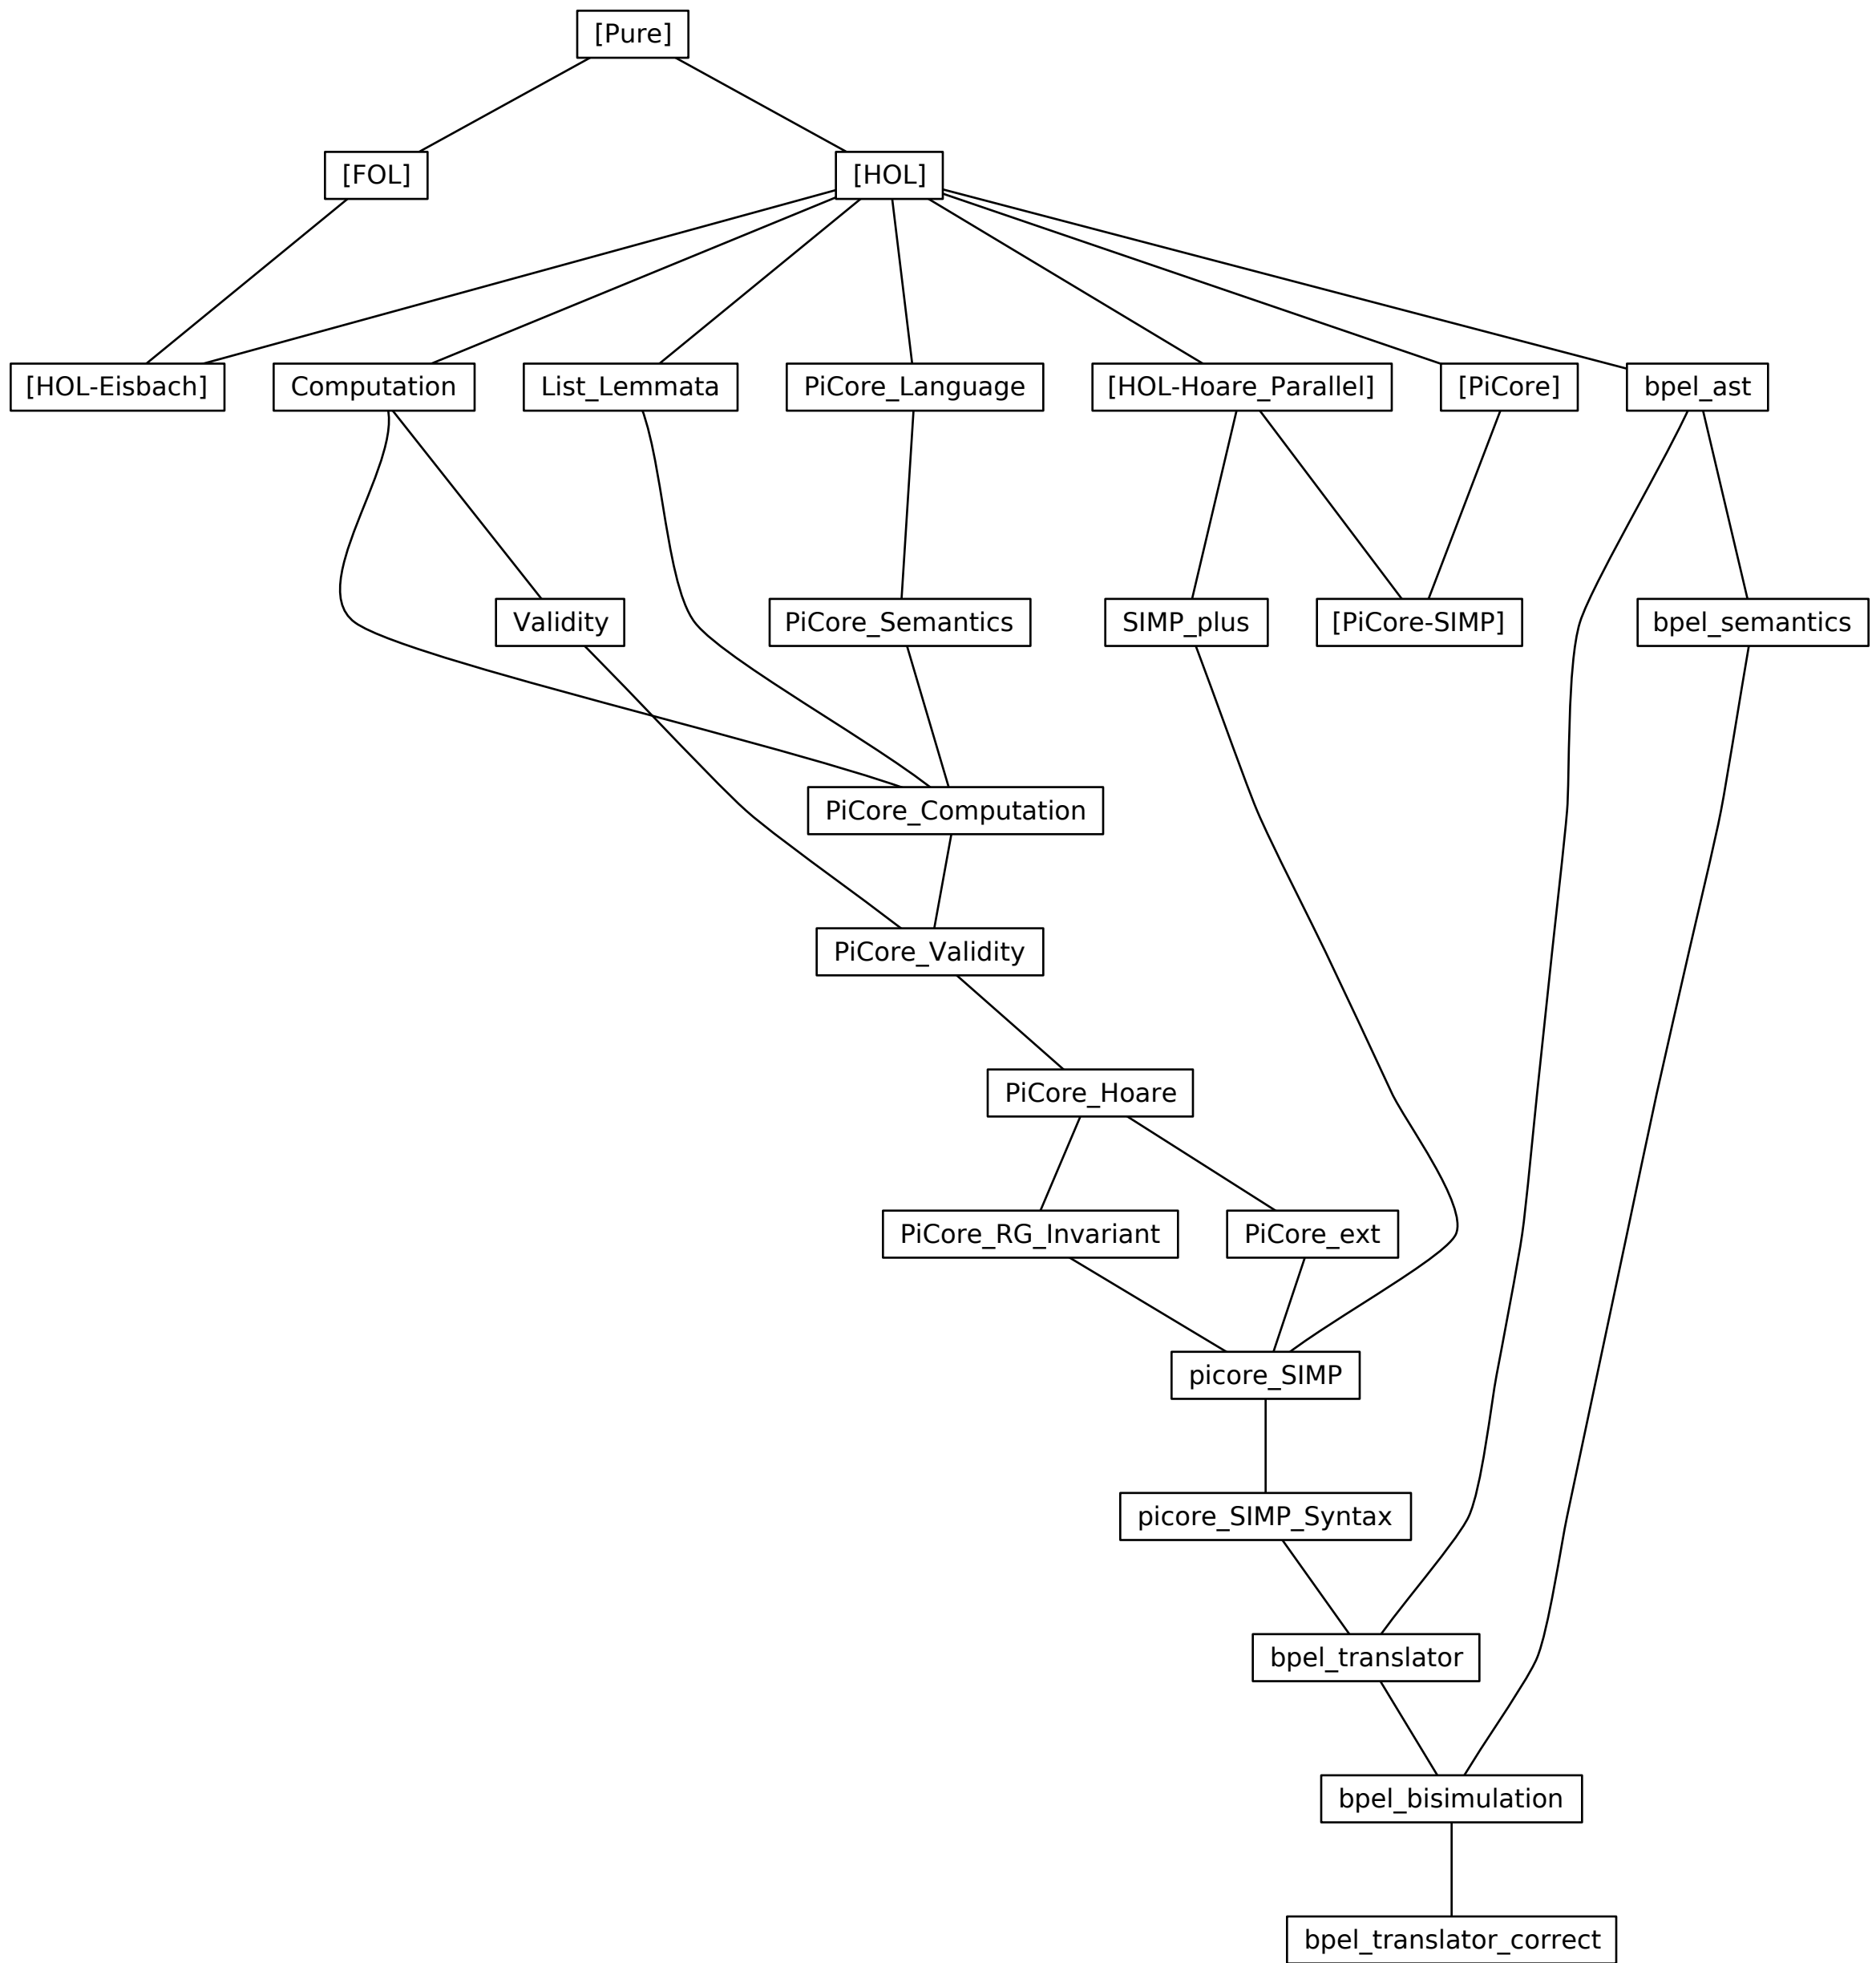 [Pure]
[FOL]
[HOL]
[HOL-Eisbach]
Computation
List_Lemmata
PiCore_Language
[HOL-Hoare_Parallel]
[PiCore]
bpel_ast
Validity
PiCore_Semantics
SIMP_plus
[PiCore-SIMP]
bpel_semantics
PiCore_Computation
PiCore_Validity
PiCore_Hoare
PiCore_RG_Invariant
PiCore_ext
picore_SIMP
picore_SIMP_Syntax
bpel_translator
bpel_bisimulation
bpel_translator_correct